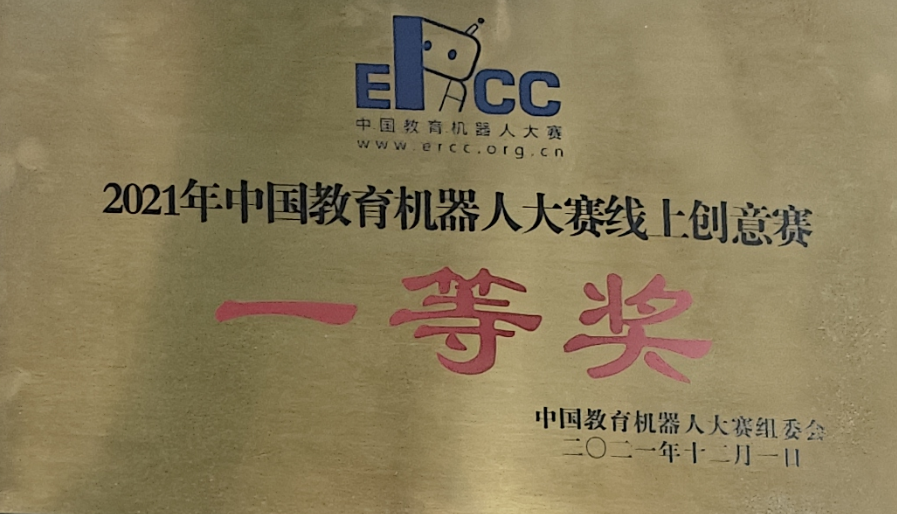 ERCC
中国教育机器人大赛
www.ercc.org.cn
2021年中国教育机器人大赛线上创意赛
一等奖
中国教育机器人大赛组委会
二〇二一年十二月一日